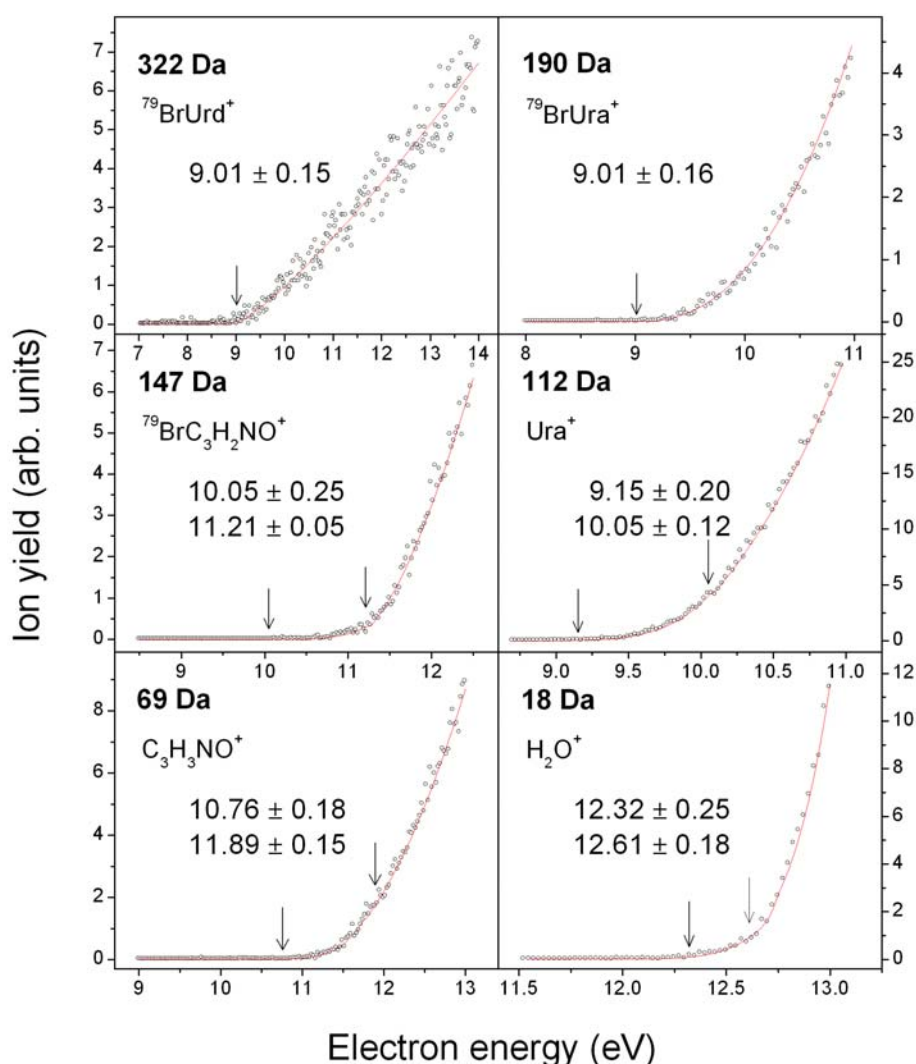 Ion yield (arb. units)
322 Da
⁷⁹BrUrd⁺
9.01 ± 0.15
7
6
5
4
3
2
1
0
7 8 9 10 11 12 13 14
190 Da
⁷⁹BrUra⁺
9.01 ± 0.16
4
3
2
1
0
8 9 10 11
147 Da
⁷⁹BrC₃H₂NO⁺
10.05 ± 0.25
11.21 ± 0.05
7
6
5
4
3
2
1
0
9 10 11 12
112 Da
Ura⁺
9.15 ± 0.20
10.05 ± 0.12
25
20
15
10
5
0
9.0 9.5 10.0 10.5 11.0
69 Da
C₃H₃NO⁺
10.76 ± 0.18
11.89 ± 0.15
8
6
4
2
0
9 10 11 12 13
18 Da
H₂O⁺
12.32 ± 0.25
12.61 ± 0.18
12
10
8
6
4
2
0
11.5 12.0 12.5 13.0
Electron energy (eV)